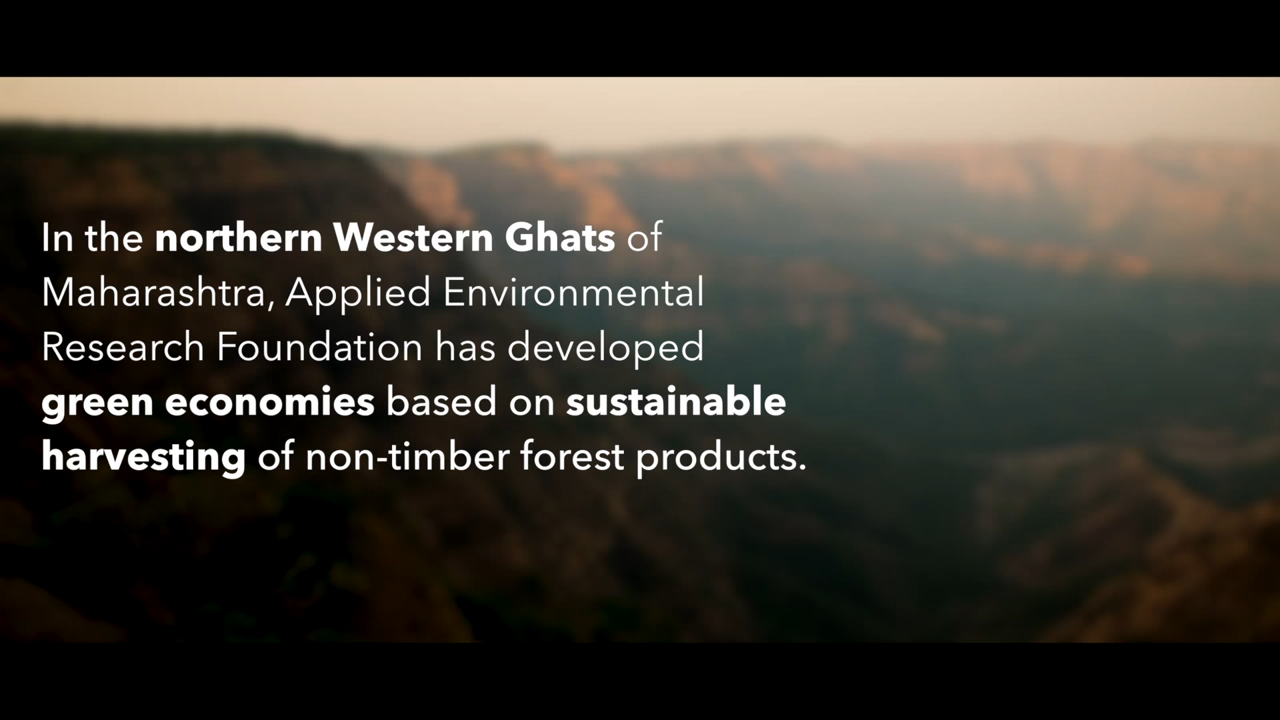 In the northern Western Ghats of
Maharashtra, Applied Environmental
Research Foundation has developed
green economies based on sustainable
harvesting of non-timber forest products.